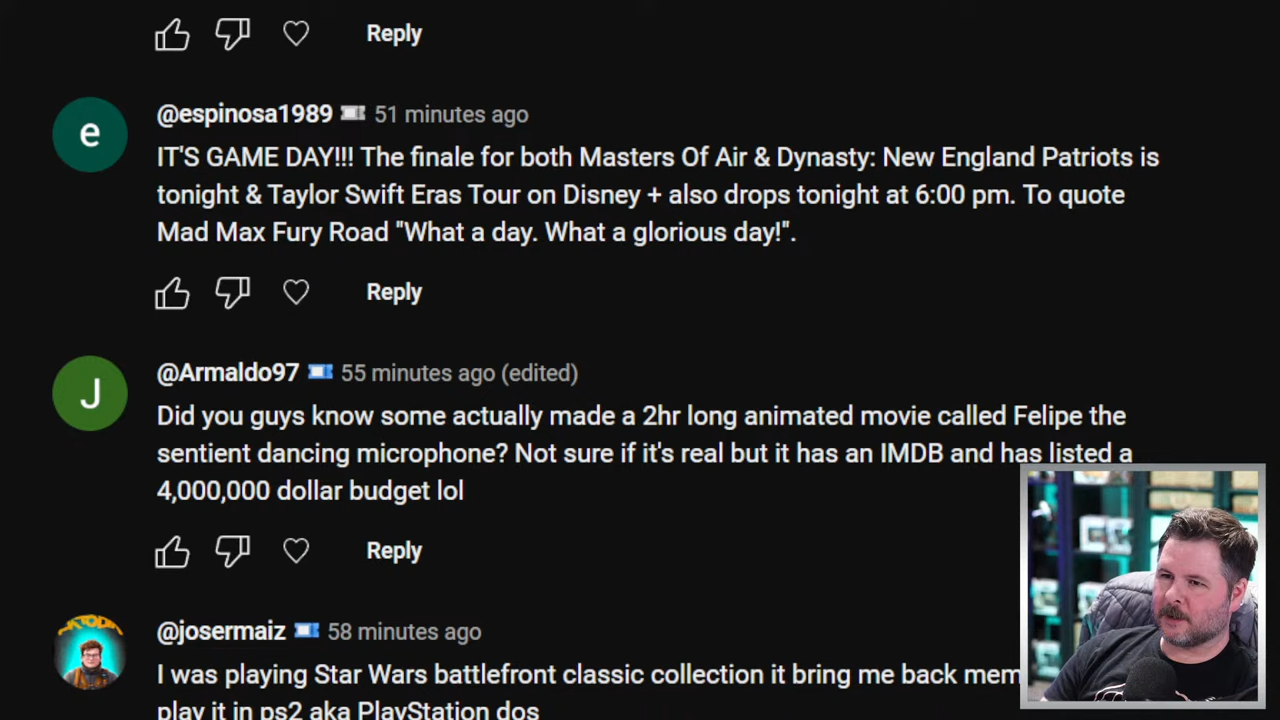 Reply
e
@espinosa1989 51 minutes ago
IT'S GAME DAY!!! The finale for both Masters Of Air & Dynasty: New England Patriots is
tonight & Taylor Swift Eras Tour on Disney + also drops tonight at 6:00 pm. To quote
Mad Max Fury Road "What a day. What a glorious day!".
Reply
J
@Armaldo97 55 minutes ago (edited)
Did you guys know some actually made a 2hr long animated movie called Felipe the
sentient dancing microphone? Not sure if it's real but it has an IMDB and has listed a
4,000,000 dollar budget lol
Reply
@josermaiz 58 minutes ago
I was playing Star Wars battlefront classic collection it bring me back mem
play it in ps2 aka PlayStation dos